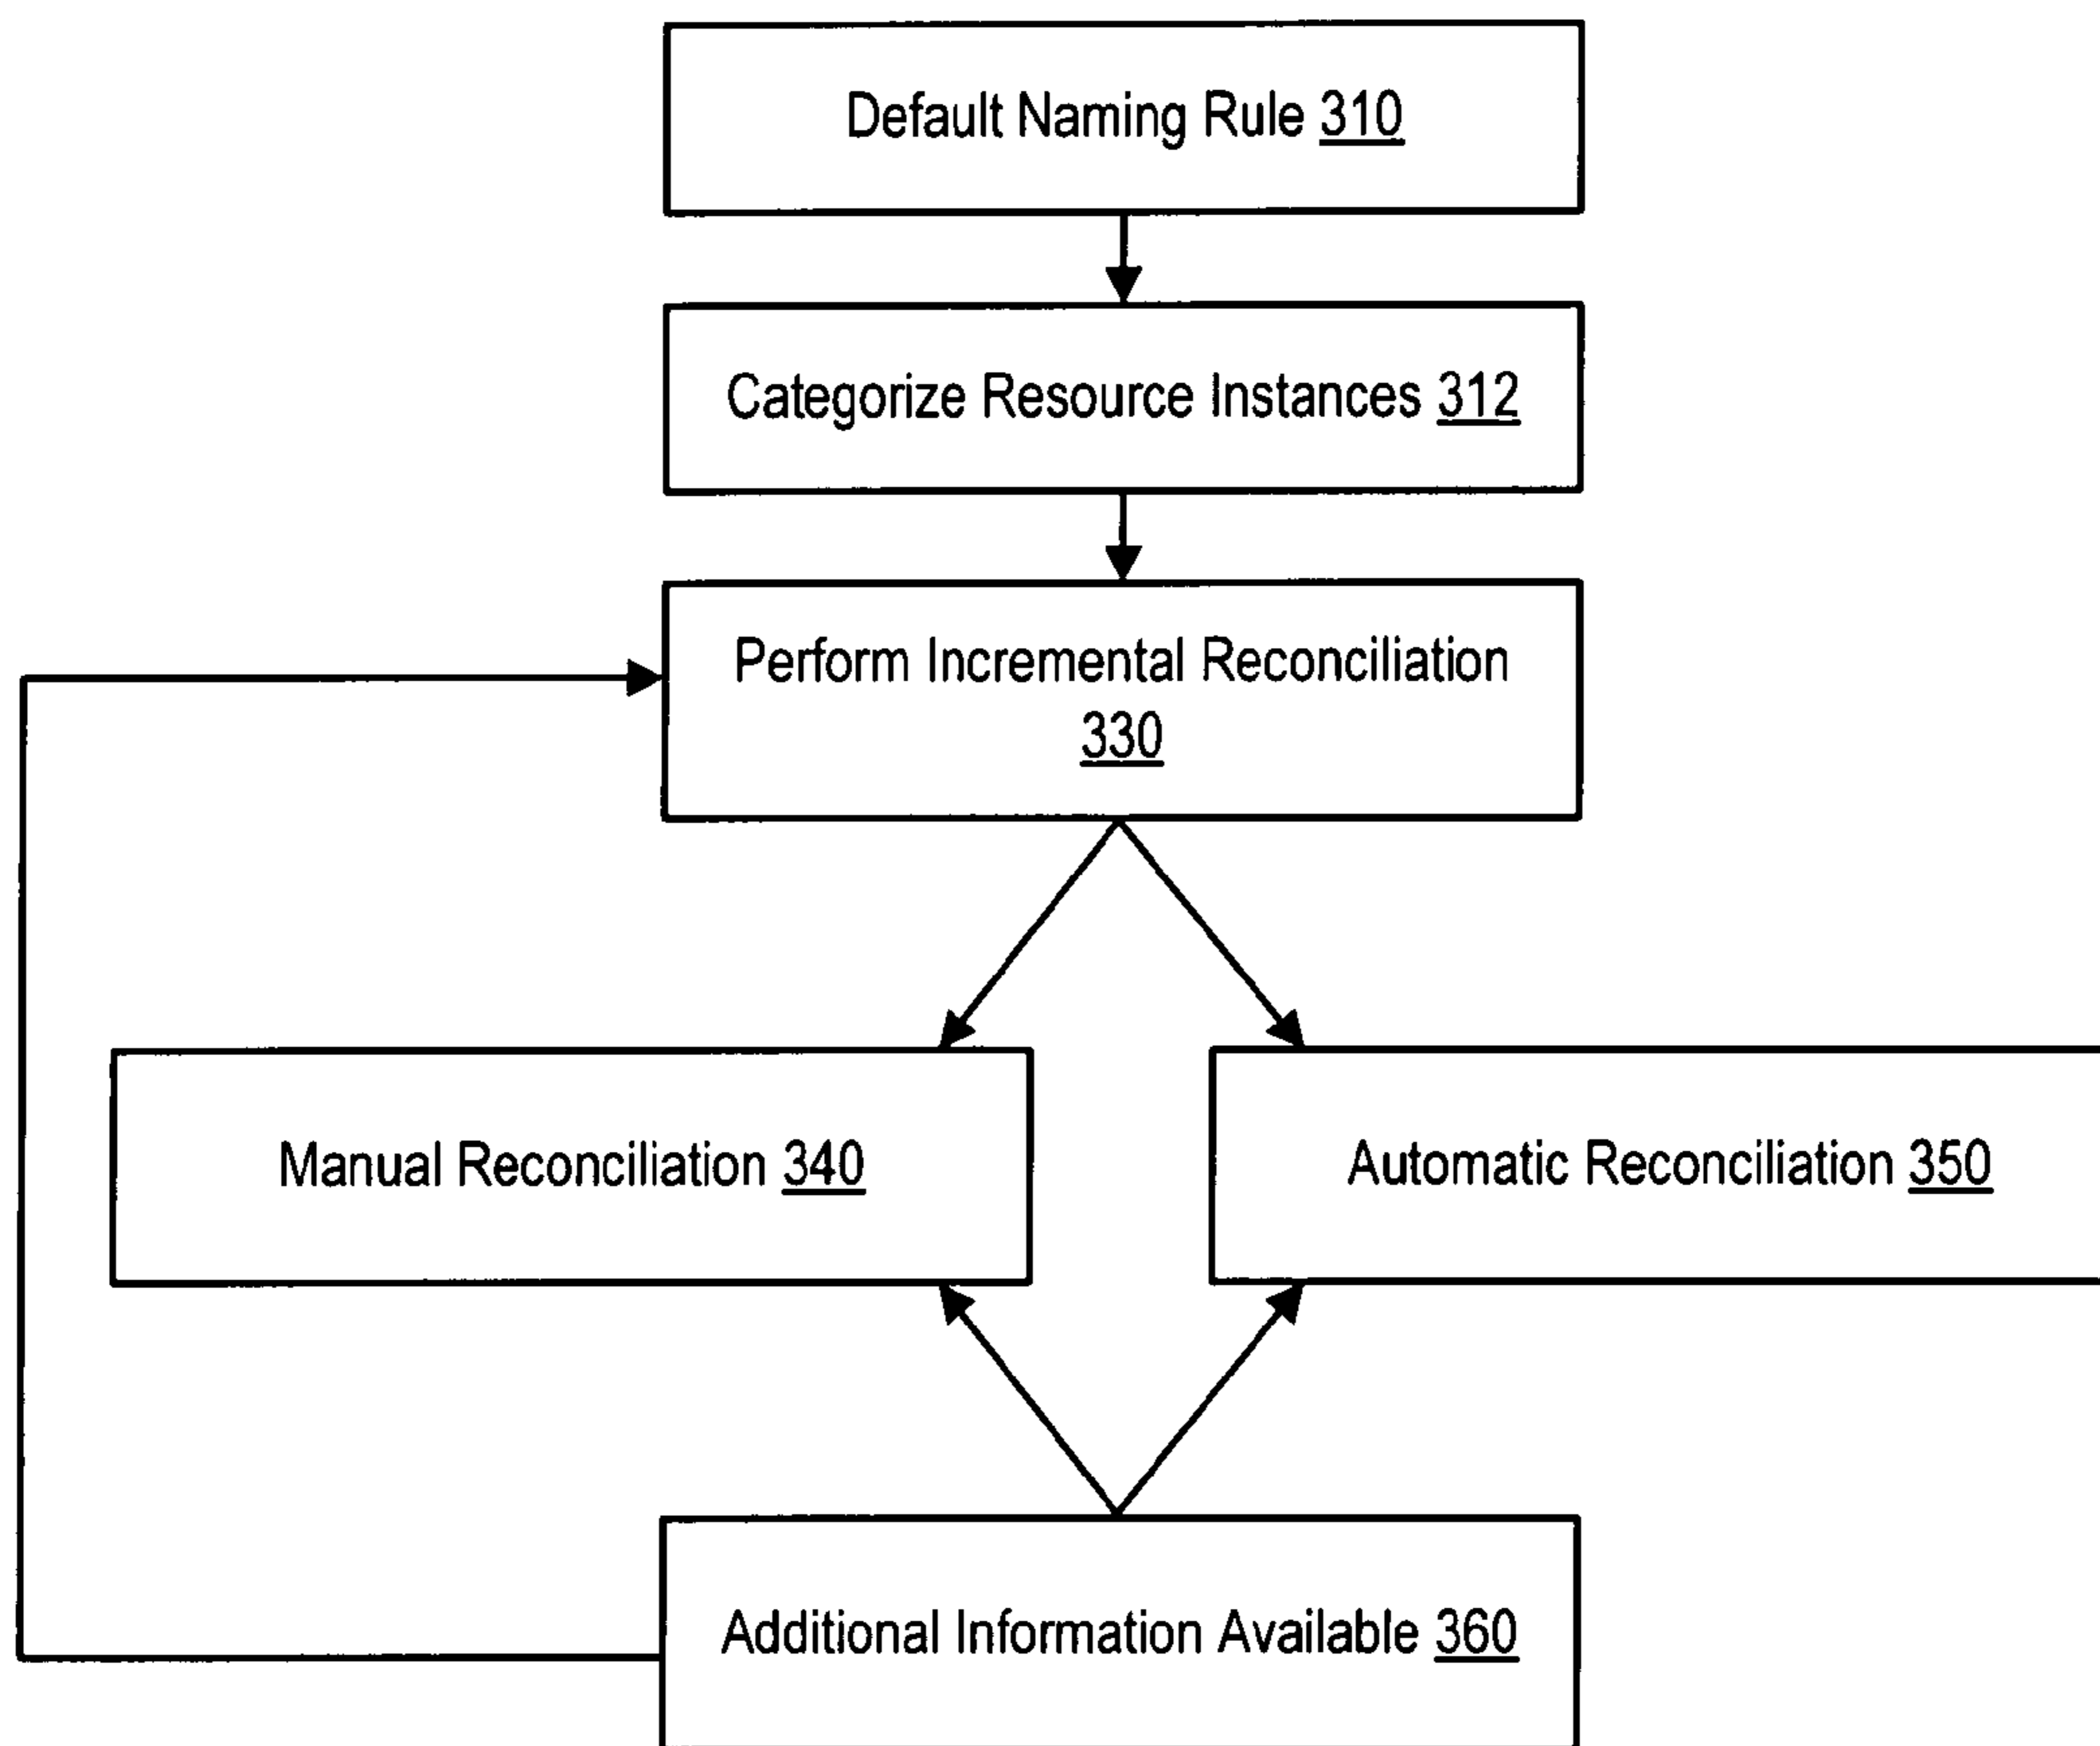 Default Naming Rule 310
Categorize Resource Instances 312
Perform Incremental Reconciliation
330
Manual Reconciliation 340
Automatic Reconciliation 350
Additional Information Available 360